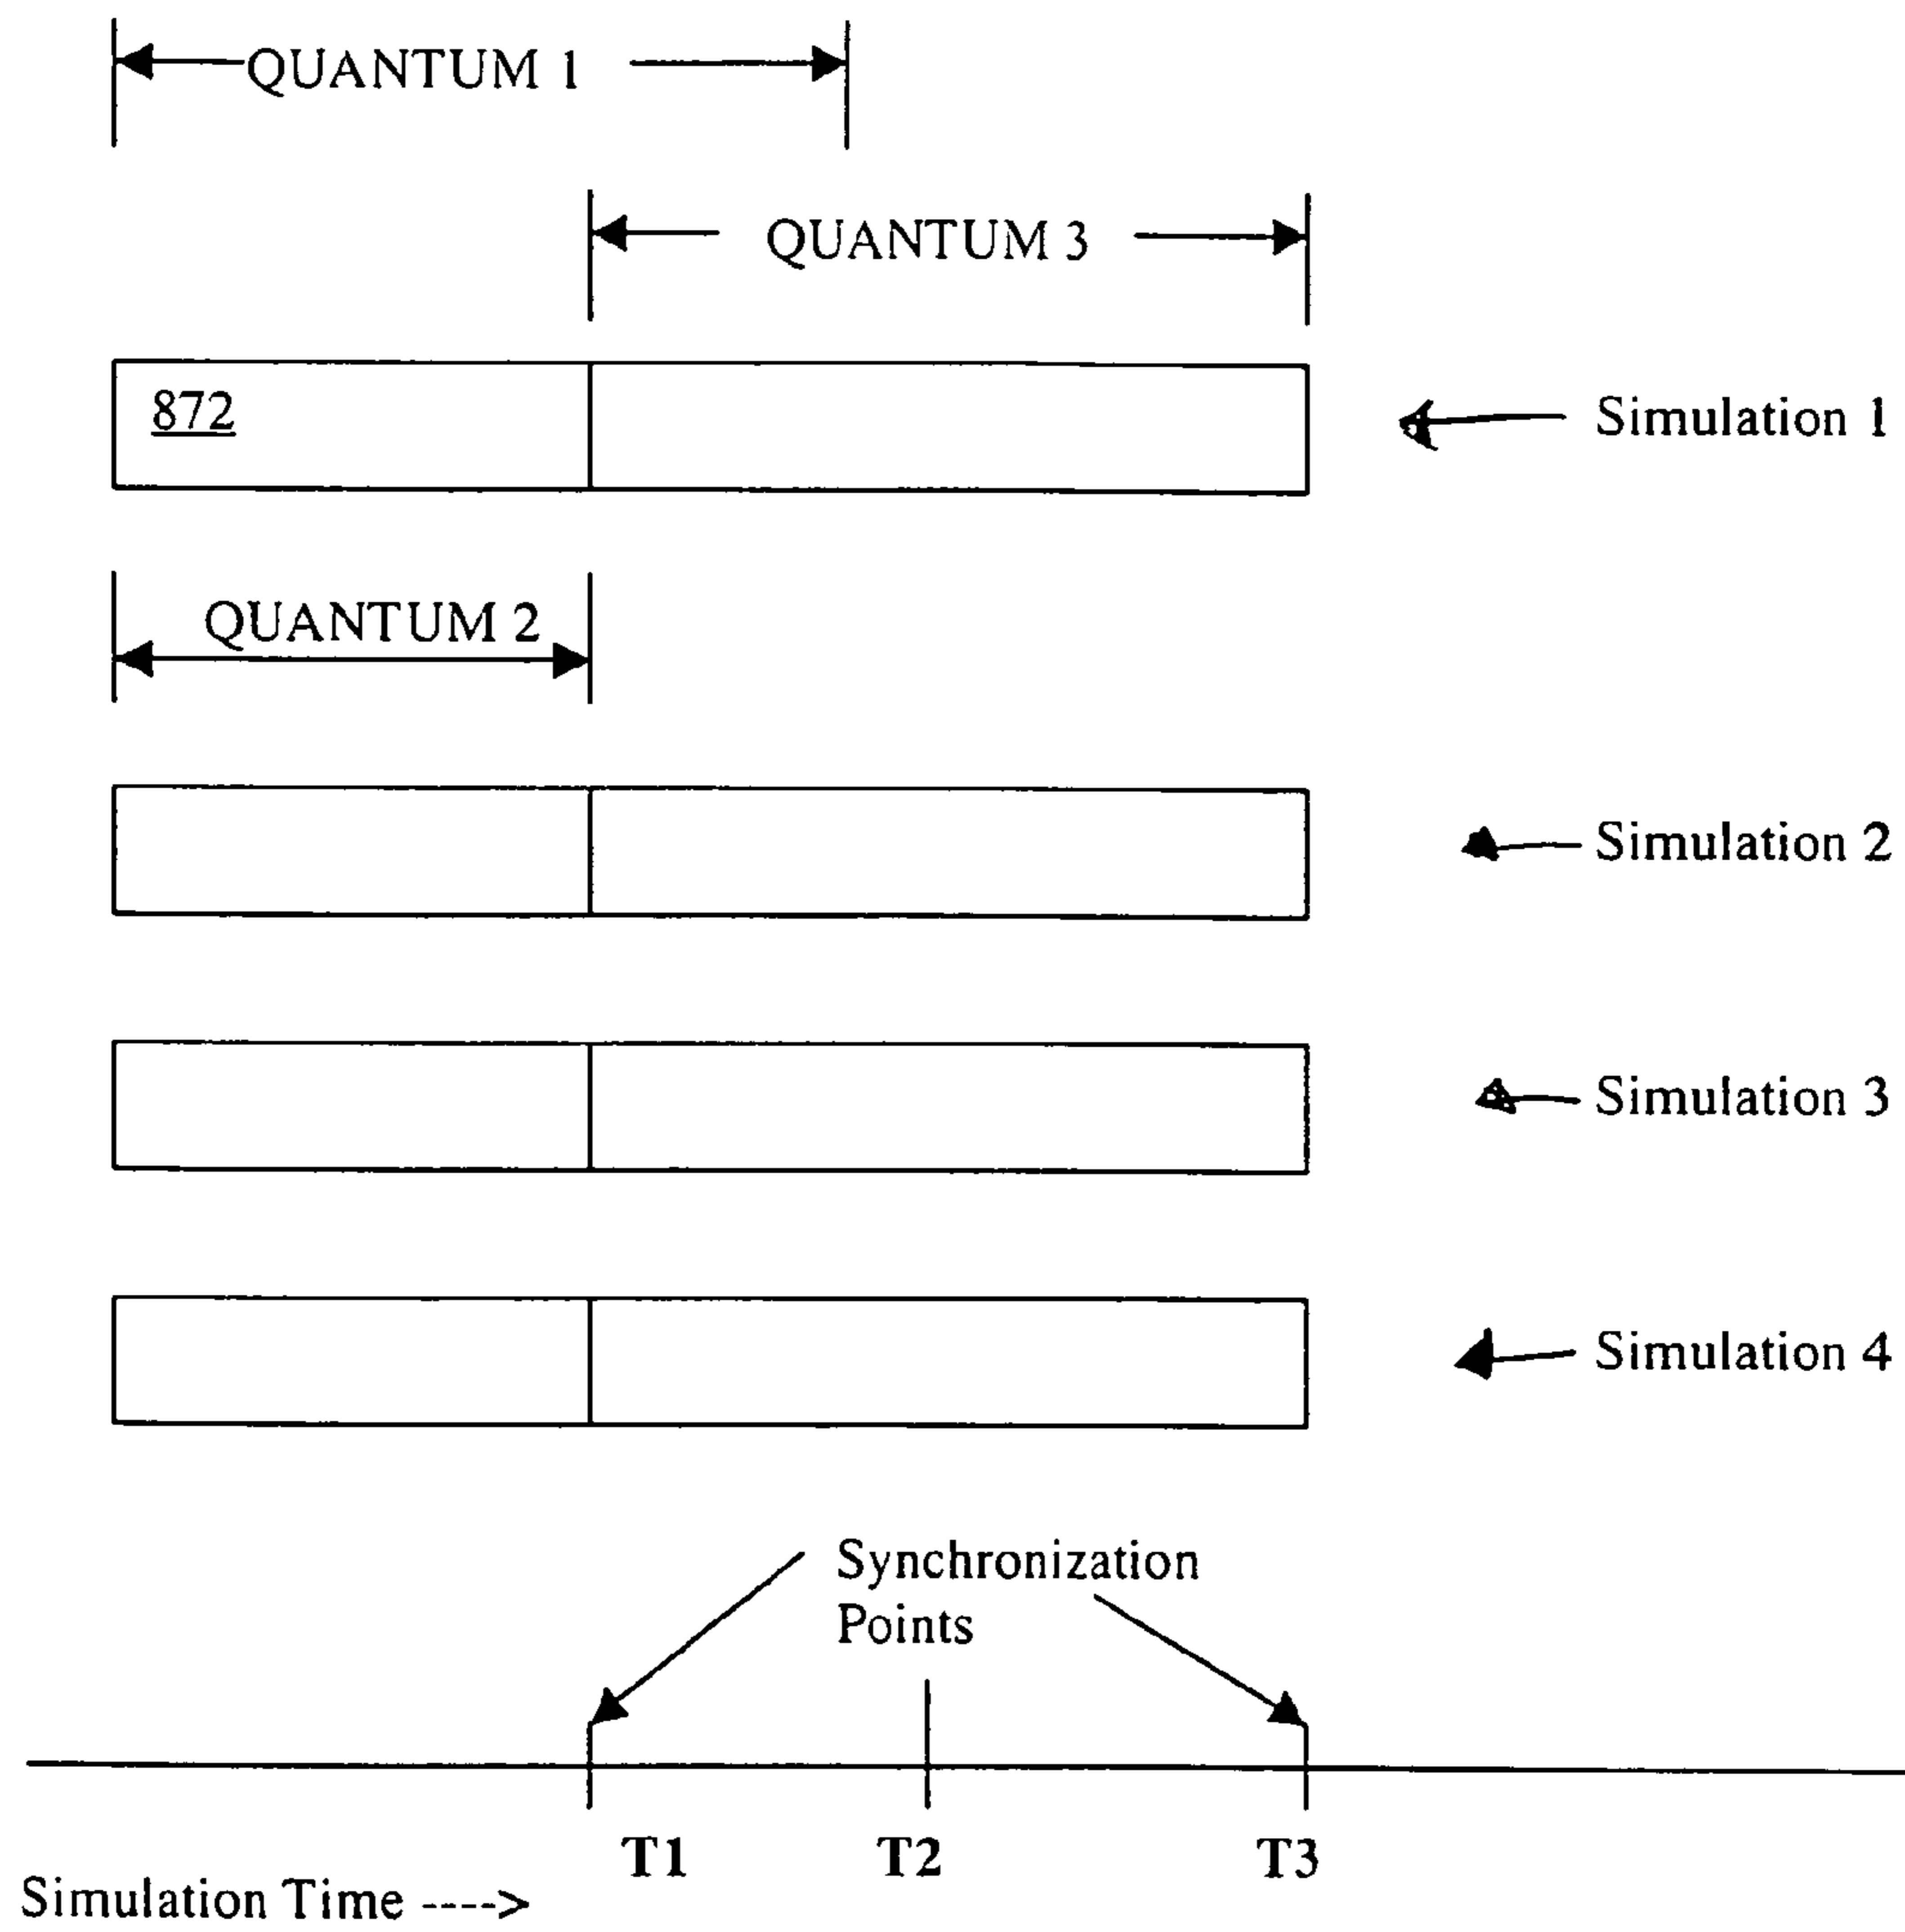 QUANTUM 1
QUANTUM 3
872
Simulation 1
QUANTUM 2
Simulation 2
Simulation 3
Simulation 4
Synchronization
Points
T1 T2 T3
Simulation Time ---->